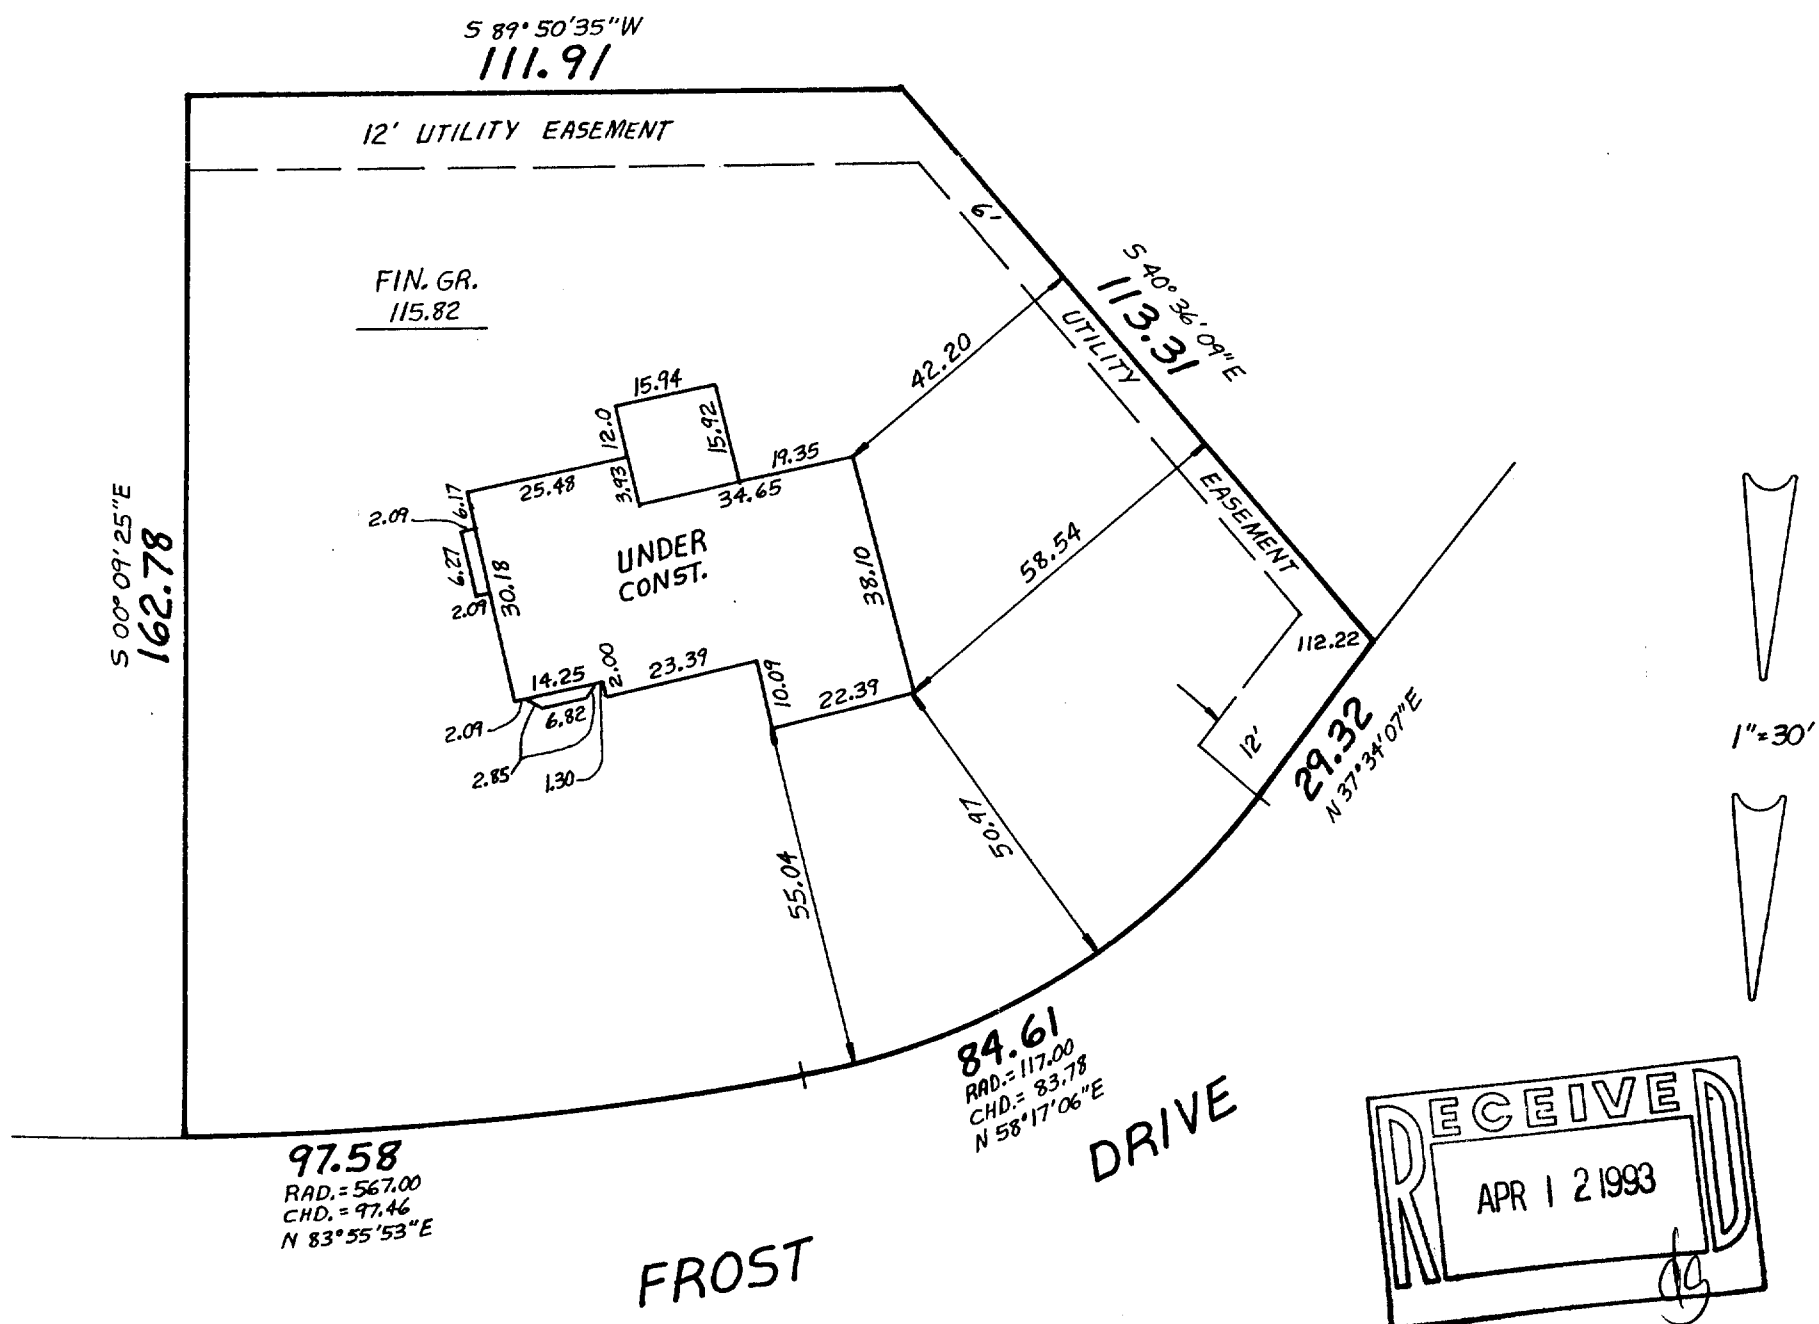 S 89°50'35"W
111.91
12' UTILITY EASEMENT
6'
S 40°36'09"E
113.31
UTILITY
EASEMENT
FIN. GR.
115.82
42.20
15.94
12.0
15.92
19.35
3.93
34.65
25.48
6.17
2.09
6.27
2.09
30.18
S 00°09'25"E
162.78
UNDER
CONST.
38.10
58.54
112.22
14.25
2.00
23.39
10.09
22.39
2.09
6.82
2.85
1.30
12'
29.32
N 37°34'07"E
1"=30'
50.97
55.04
84.61
RAD.=117.00
CHD.= 83.78
N 58°17'06"E
97.58
RAD.=567.00
CHD.=97.46
N 83°55'53"E
FROST DRIVE
RECEIVED
APR 12 1993